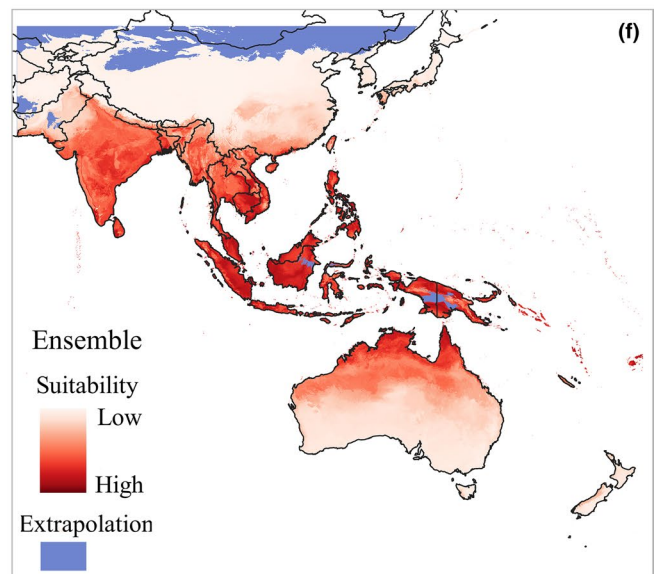 (f)
Ensemble
Suitability
Low
High
Extrapolation